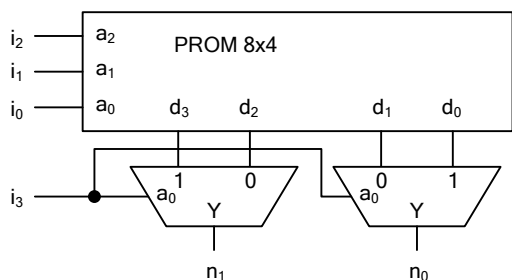 i₂ a₂ PROM 8x4
i₁ a₁
i₀ a₀ d₃ d₂ d₁ d₀
1 0 0 1
i₃ a₀ a₀
Y Y
n₁ n₀